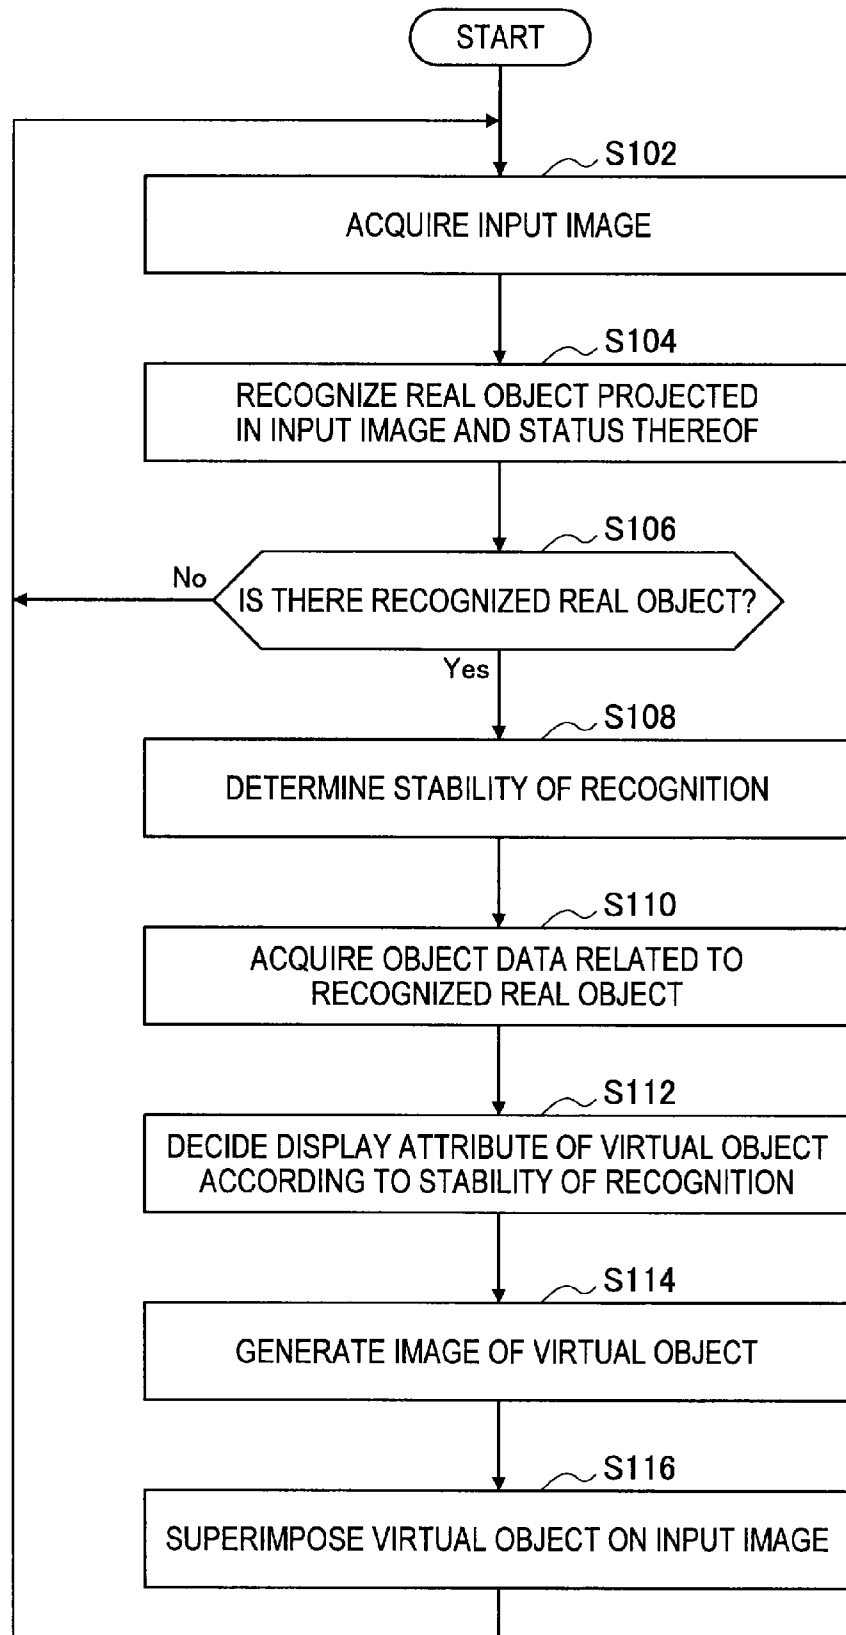 START
S102
ACQUIRE INPUT IMAGE
S104
RECOGNIZE REAL OBJECT PROJECTED
IN INPUT IMAGE AND STATUS THEREOF
S106
No
IS THERE RECOGNIZED REAL OBJECT?
Yes
S108
DETERMINE STABILITY OF RECOGNITION
S110
ACQUIRE OBJECT DATA RELATED TO
RECOGNIZED REAL OBJECT
S112
DECIDE DISPLAY ATTRIBUTE OF VIRTUAL OBJECT
ACCORDING TO STABILITY OF RECOGNITION
S114
GENERATE IMAGE OF VIRTUAL OBJECT
S116
SUPERIMPOSE VIRTUAL OBJECT ON INPUT IMAGE